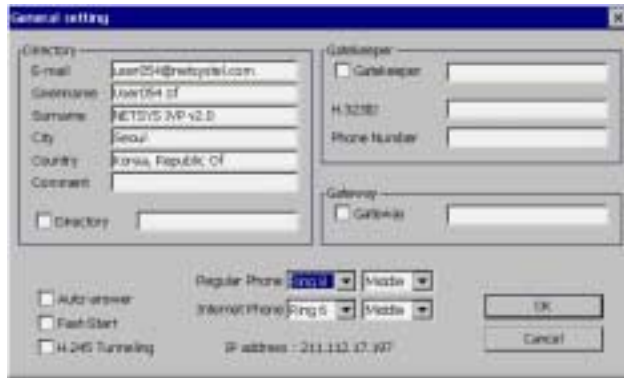 General setting
Directory
E-mail user054@netsystel.com
Givenname User054 of
Surname NETSYS IVP v2.0
City Seoul
Country Korea, Republic Of
Comment
Directory
Gatekeeper
Gatekeeper
H.323ID
Phone Number
Gateway
Gateway
Regular Phone Middle
Internet Phone Ring 6 Middle
Auto-answer
Fast-Start
H.245 Tunneling
IP address : 211.112.17.197
OK
Cancel